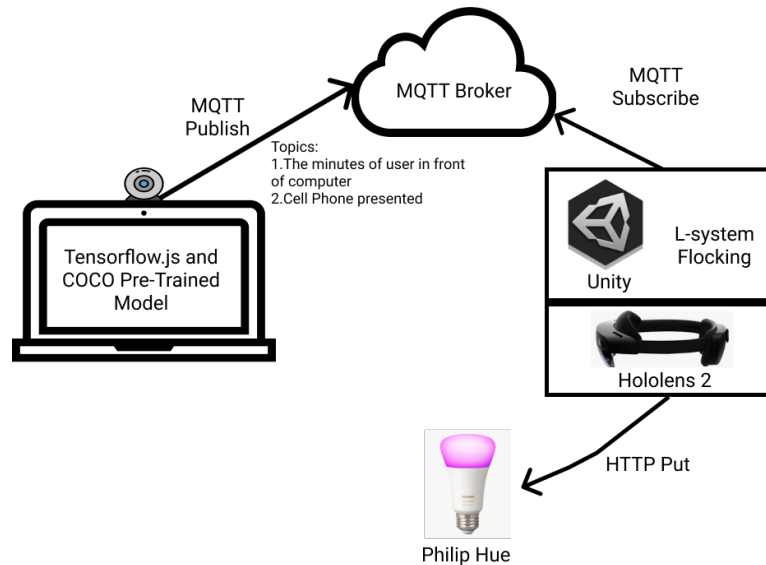 MQTT Broker
MQTT
Publish
MQTT
Subscribe
Topics:
1.The minutes of user in front
of computer
2.Cell Phone presented
Tensorflow.js and
COCO Pre-Trained
Model
L-system
Flocking
Unity
Hololens 2
HTTP Put
Philip Hue